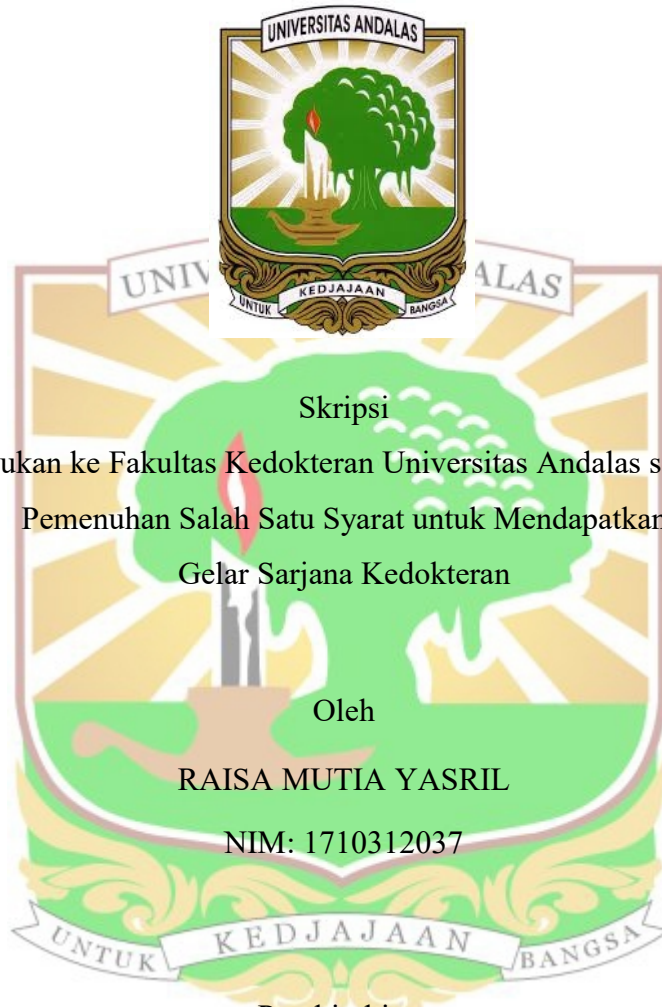 UNIVERSITAS ANDALAS
UNTUK KEDJAJAAN BANGSA
UNIV ALAS
Skripsi
ukan ke Fakultas Kedokteran Universitas Andalas s
Pemenuhan Salah Satu Syarat untuk Mendapatkan
Gelar Sarjana Kedokteran
Oleh
RAISA MUTIA YASRIL
NIM: 1710312037
UNTUK KEDJAJAAN BANGSA